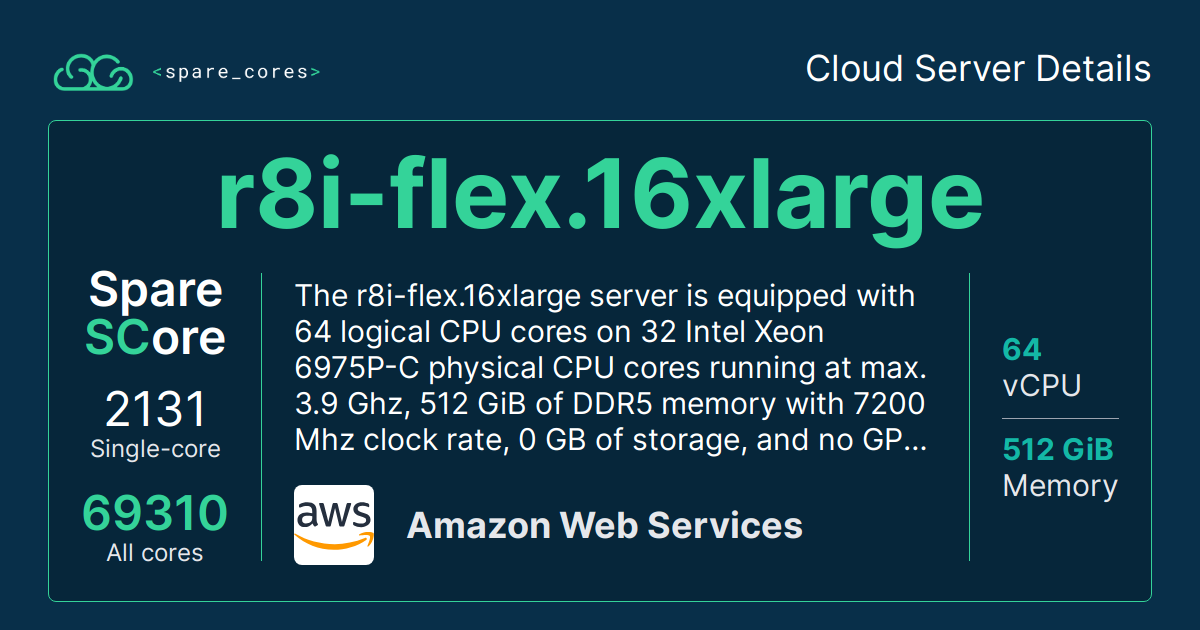 <spare_cores>
Cloud Server Details
r8i-flex.16xlarge
Spare
SCore
2131
Single-core
69310
All cores
The r8i-flex.16xlarge server is equipped with
64 logical CPU cores on 32 Intel Xeon
6975P-C physical CPU cores running at max.
3.9 Ghz, 512 GiB of DDR5 memory with 7200
Mhz clock rate, 0 GB of storage, and no GP...
aws
Amazon Web Services
64
vCPU
512 GiB
Memory